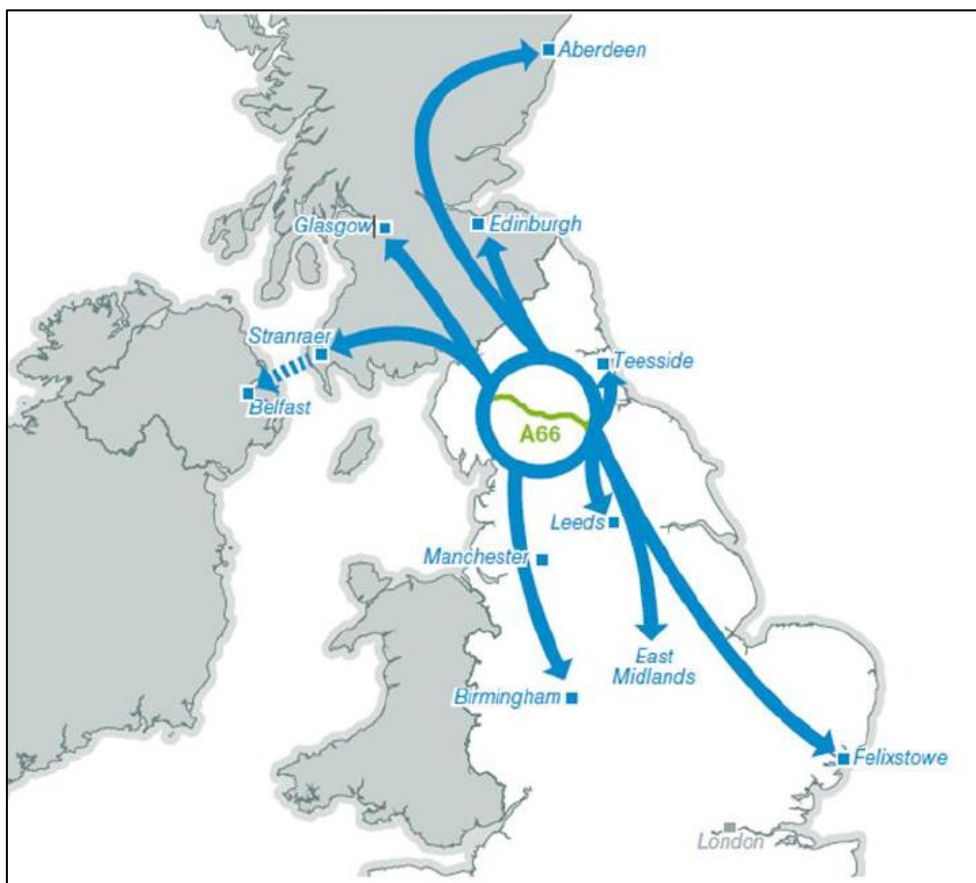 Aberdeen
Glasgow
Edinburgh
Stranraer
Teesside
Belfast
A66
Leeds
Manchester
East
Midlands
Birmingham
Felixstowe
London